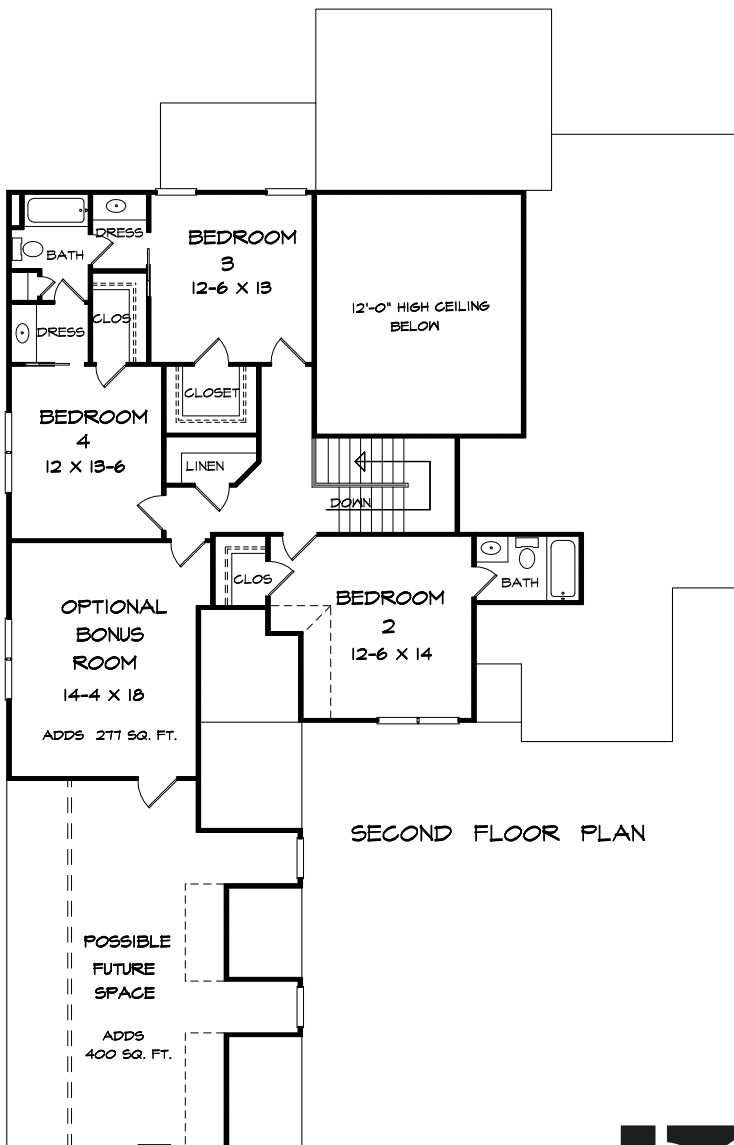 DRESS
BATH
BEDROOM
3
12-6 X 13
12'-0" HIGH CEILING
BELOW
CLOS
DRESS
CLOSET
BEDROOM
4
12 X 13-6
LINEN
DOWN
CLOS
BATH
BEDROOM
2
12-6 X 14
OPTIONAL
BONUS
ROOM
14-4 X 18
ADDS 277 SQ. FT.
SECOND FLOOR PLAN
POSSIBLE
FUTURE
SPACE
ADDS
400 SQ. FT.